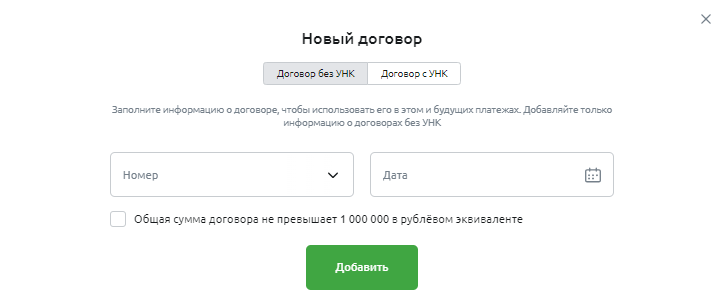 Новый договор
Договор без УНК Договор с УНК
Заполните информацию о договоре, чтобы использовать его в этом и будущих платежах. Добавляйте только
информацию о договорах без УНК
Номер Дата
Общая сумма договора не превышает 1 000 000 в рублёвом эквиваленте
Добавить